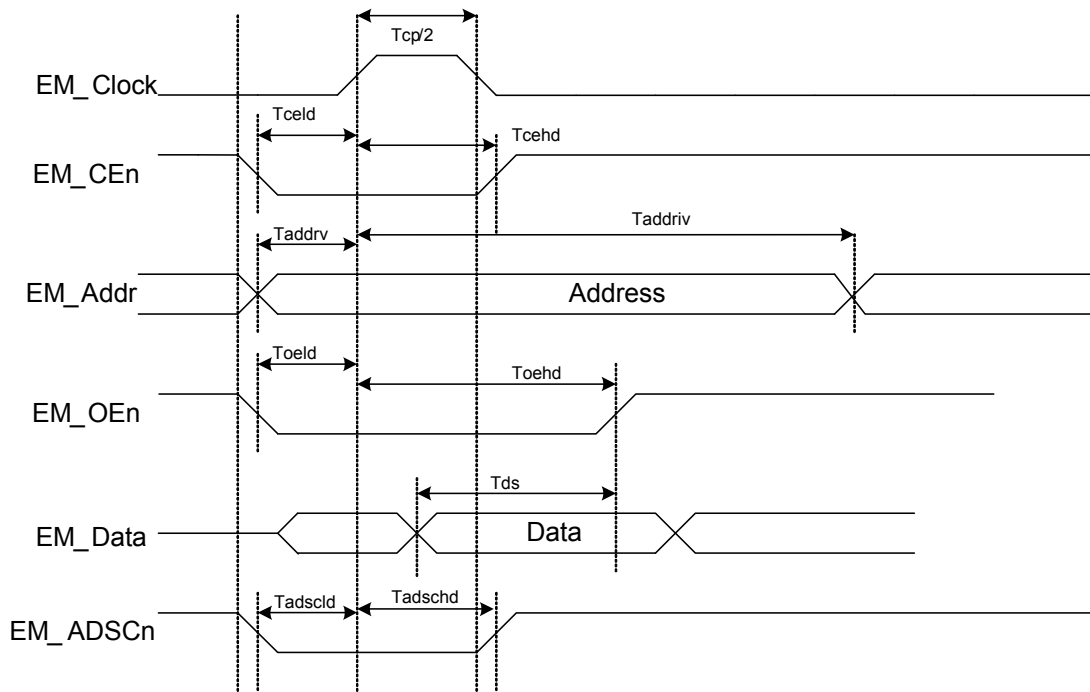 Tcp/2
EM_Clock
Tceld
Tcehd
EM_CEn
Taddrv
Taddriv
EM_Addr
Address
Toeld
Toehd
EM_OEn
Tds
EM_Data
Data
Tadscld
Tadschd
EM_ADSCn